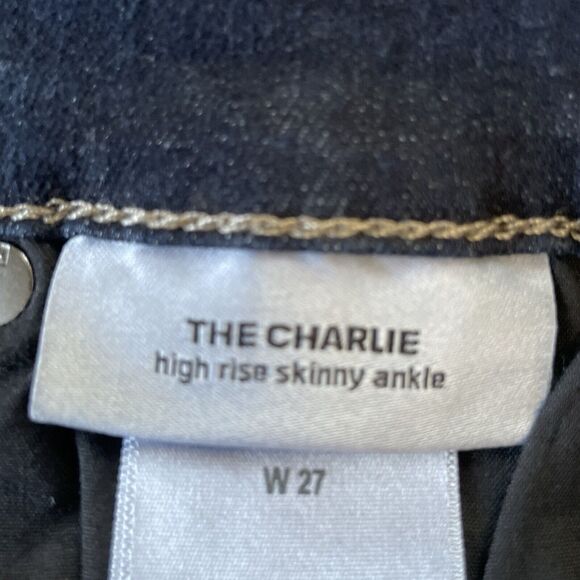 THE CHARLIE
high rise skinny ankle
W 27